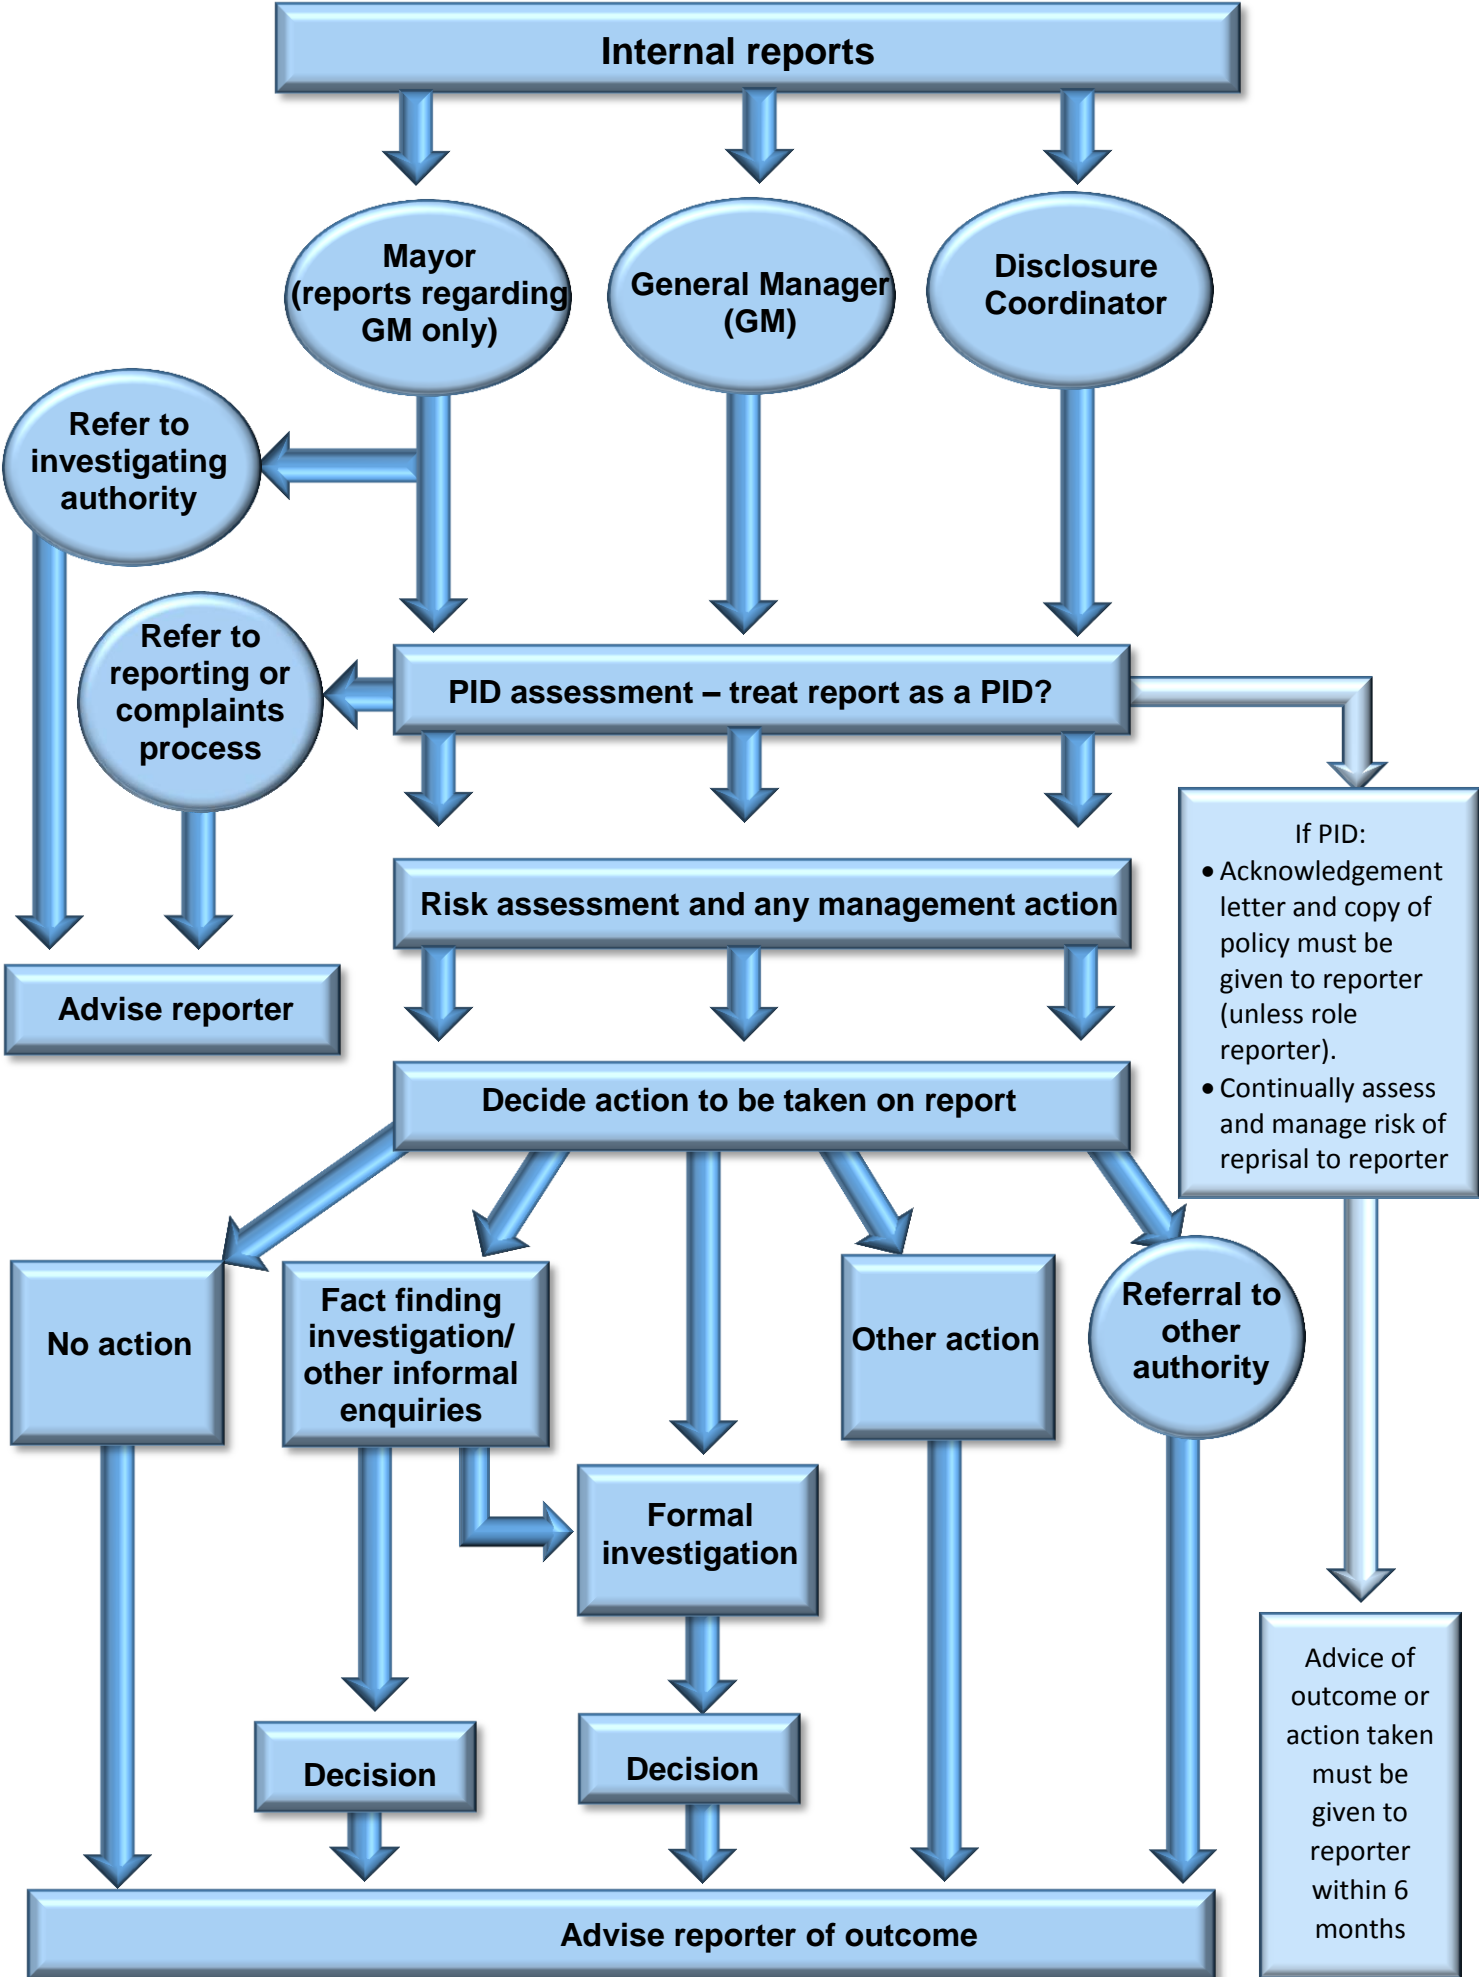 Internal reports
Mayor
(reports regarding
GM only)
General Manager
(GM)
Disclosure
Coordinator
Refer to
investigating
authority
Refer to
reporting or
complaints
process
PID assessment – treat report as a PID?
If PID:
• Acknowledgement
letter and copy of
policy must be
given to reporter
(unless role
reporter).
• Continually assess
and manage risk of
reprisal to reporter
Risk assessment and any management action
Advise reporter
Decide action to be taken on report
No action
Fact finding
investigation/
other informal
enquiries
Other action
Referral to
other
authority
Formal
investigation
Decision
Decision
Advice of
outcome or
action taken
must be
given to
reporter
within 6
months
Advise reporter of outcome